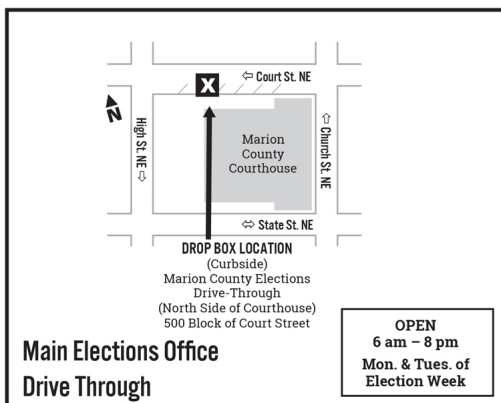 ⇦ Court St. NE
X
N
High St. NE ⇨
Marion
County
Courthouse
Church St. NE ⇨
⇔ State St. NE
DROP BOX LOCATION
(Curbside)
Marion County Elections
Drive-Through
(North Side of Courthouse)
500 Block of Court Street
Main Elections Office
Drive Through
OPEN
6 am – 8 pm
Mon. & Tues. of
Election Week